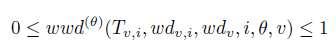 0 ≤ wwd^{(θ)}(T_{v,i}, wd_{v,i}, wd_v, i, θ, v) ≤ 1